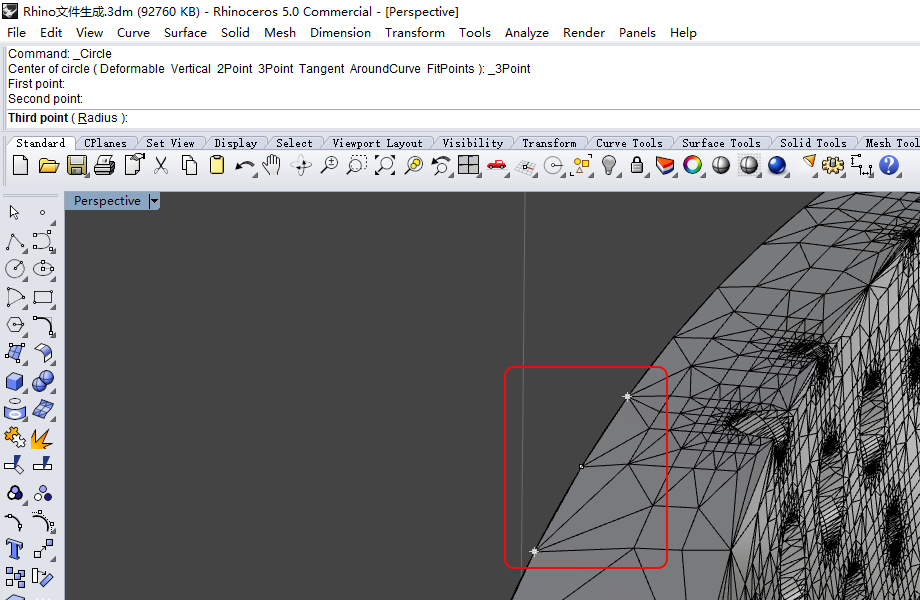 Rhino文件生成.3dm (92760 KB) - Rhinoceros 5.0 Commercial - [Perspective]
File Edit View Curve Surface Solid Mesh Dimension Transform Tools Analyze Render Panels Help
Command: _Circle
Center of circle ( Deformable Vertical 2Point 3Point Tangent AroundCurve FitPoints ): _3Point
First point:
Second point:
Third point ( Radius ):
Standard CPlanes Set View Display Select Viewport Layout Visibility Transform Curve Tools Surface Tools Solid Tools Mesh Tool
Perspective